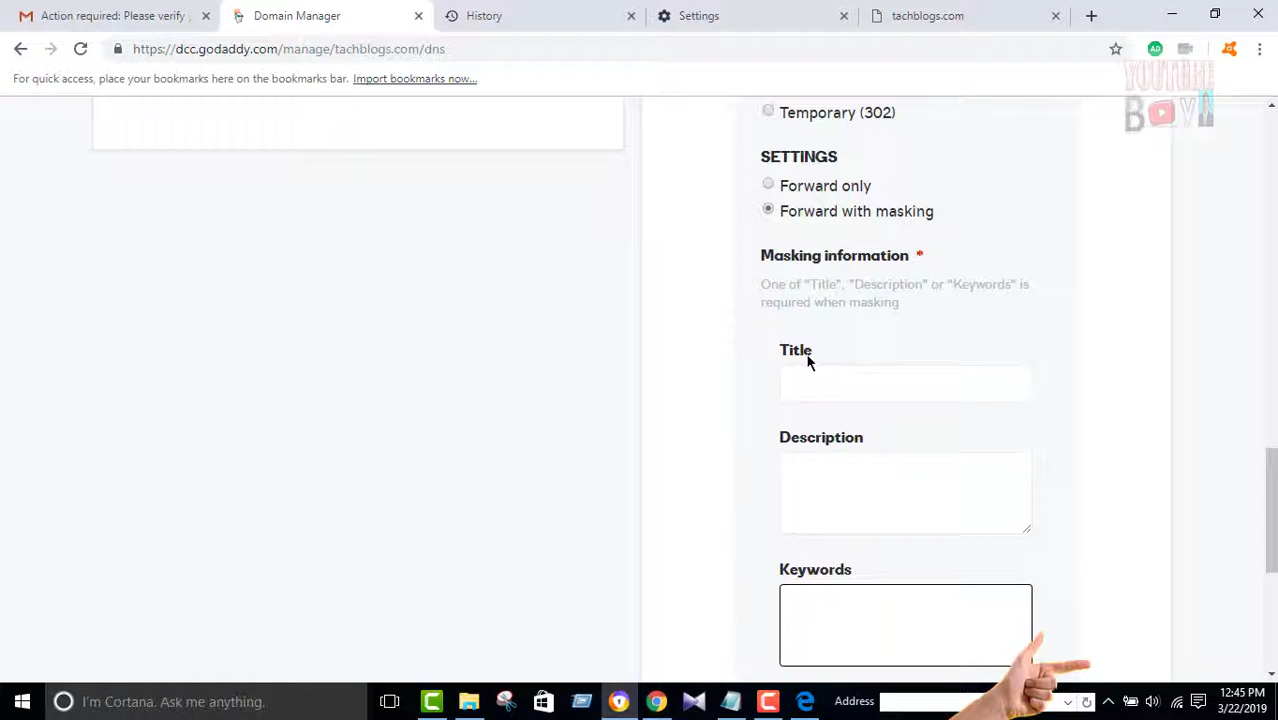 Action required: Please verify
Domain Manager
History
Settings
tachblogs.com
https://dcc.godaddy.com/manage/tachblogs.com/dns
For quick access, place your bookmarks here on the bookmarks bar. Import bookmarks now...
YOUTUBE
BOY
Temporary (302)
SETTINGS
Forward only
Forward with masking
Masking information *
One of "Title", "Description" or "Keywords" is
required when masking
Title
Description
Keywords
I'm Cortana. Ask me anything.
Address
12:45 PM
3/22/2019